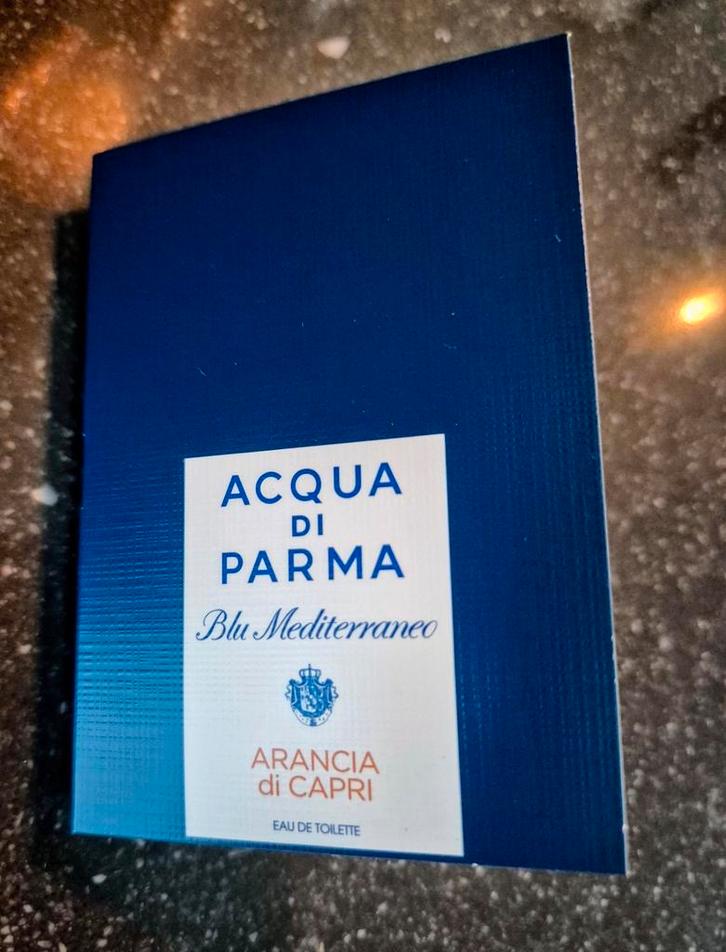 ACQUA
DI
PARMA
Blu Mediterraneo
ARANCIA
di CAPRI
EAU DE TOILETTE